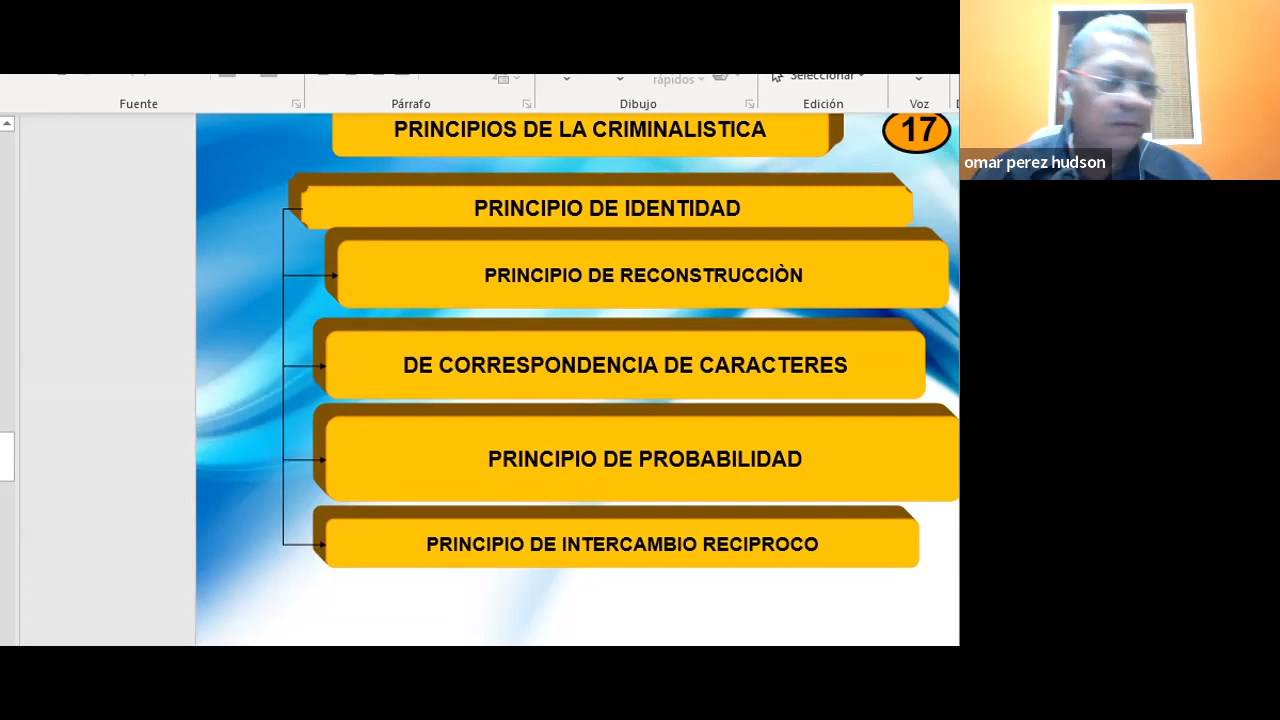 rápidos
Seleccionar
Fuente
Párrafo
Dibujo
Edición
Voz
PRINCIPIOS DE LA CRIMINALISTICA
17
PRINCIPIO DE IDENTIDAD
PRINCIPIO DE RECONSTRUCCIÒN
DE CORRESPONDENCIA DE CARACTERES
PRINCIPIO DE PROBABILIDAD
PRINCIPIO DE INTERCAMBIO RECIPROCO
omar perez hudson